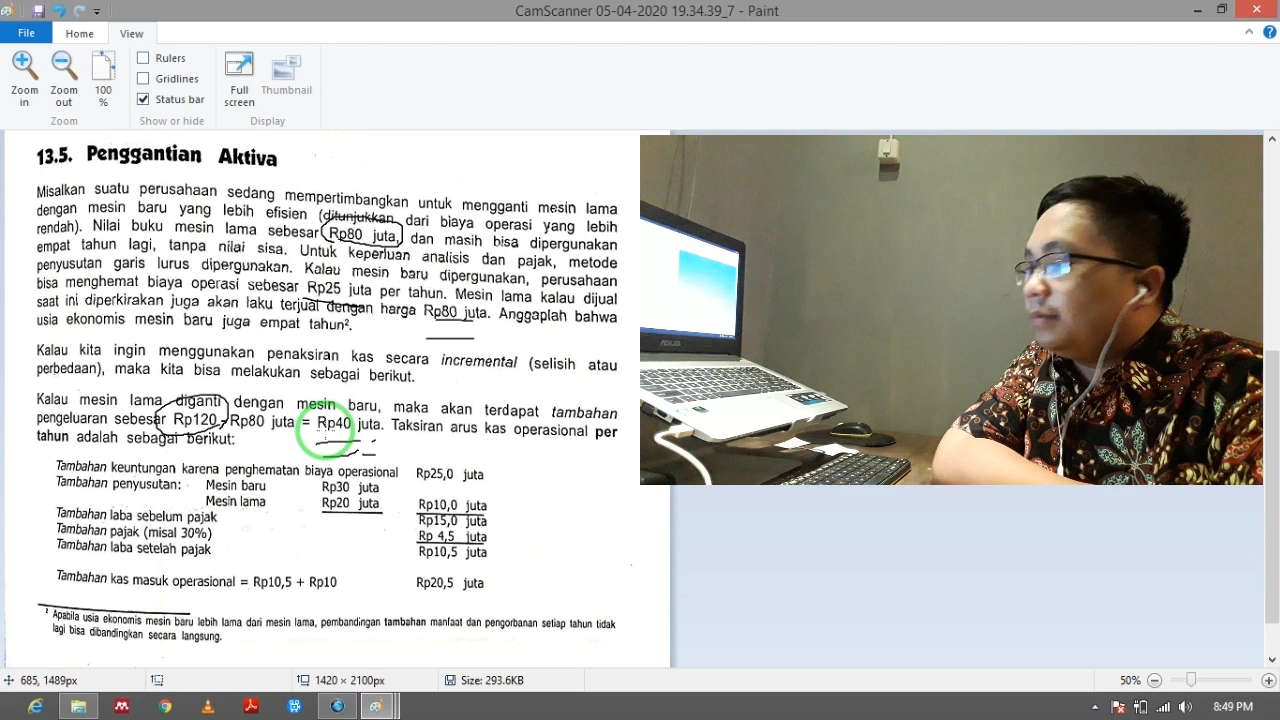 CamScanner 05-04-2020 19.34.39_7 - Paint
File Home View
Zoom in
Zoom out
100 %
Rulers
Gridlines
Status bar
Full screen
Thumbnail
Zoom
Show or hide
Display
13.5. Penggantian Aktiva
Misalkan suatu perusahaan sedang mempertimbangkan untuk mengganti mesin lama
dengan mesin baru yang lebih efisien (ditunjukkan dari biaya operasi yang lebih
rendah). Nilai buku mesin lama sebesar Rp80 juta, dan masih bisa dipergunakan
empat tahun lagi, tanpa nilai sisa. Untuk keperluan analisis dan pajak, metode
penyusutan garis lurus dipergunakan. Kalau mesin baru dipergunakan, perusahaan
bisa menghemat biaya operasi sebesar Rp25 juta per tahun. Mesin lama kalau dijual
saat ini diperkirakan juga akan laku terjual dengan harga Rp80 juta. Anggaplah bahwa
usia ekonomis mesin baru juga empat tahun².
Kalau kita ingin menggunakan penaksiran kas secara incremental (selisih atau
perbedaan), maka kita bisa melakukan sebagai berikut.
Kalau mesin lama diganti dengan mesin baru, maka akan terdapat tambahan
pengeluaran sebesar Rp120 - Rp80 juta = Rp40 juta. Taksiran arus kas operasional per
tahun adalah sebagai berikut:
Tambahan keuntungan karena penghematan biaya operasional Rp25,0 juta
Tambahan penyusutan: Mesin baru Rp30 juta
Mesin lama Rp20 juta Rp10,0 juta
Tambahan laba sebelum pajak Rp15,0 juta
Tambahan pajak (misal 30%) Rp 4,5 juta
Tambahan laba setelah pajak Rp10,5 juta
Tambahan kas masuk operasional = Rp10,5 + Rp10 Rp20,5 juta
² Apabila usia ekonomis mesin baru lebih lama dari mesin lama, pembandingan tambahan manfaat dan pengorbanan setiap tahun tidak
lagi bisa dibandingkan secara langsung.
ASUS
685, 1489px
1420 × 2100px
Size: 293.6KB
50%
8:49 PM